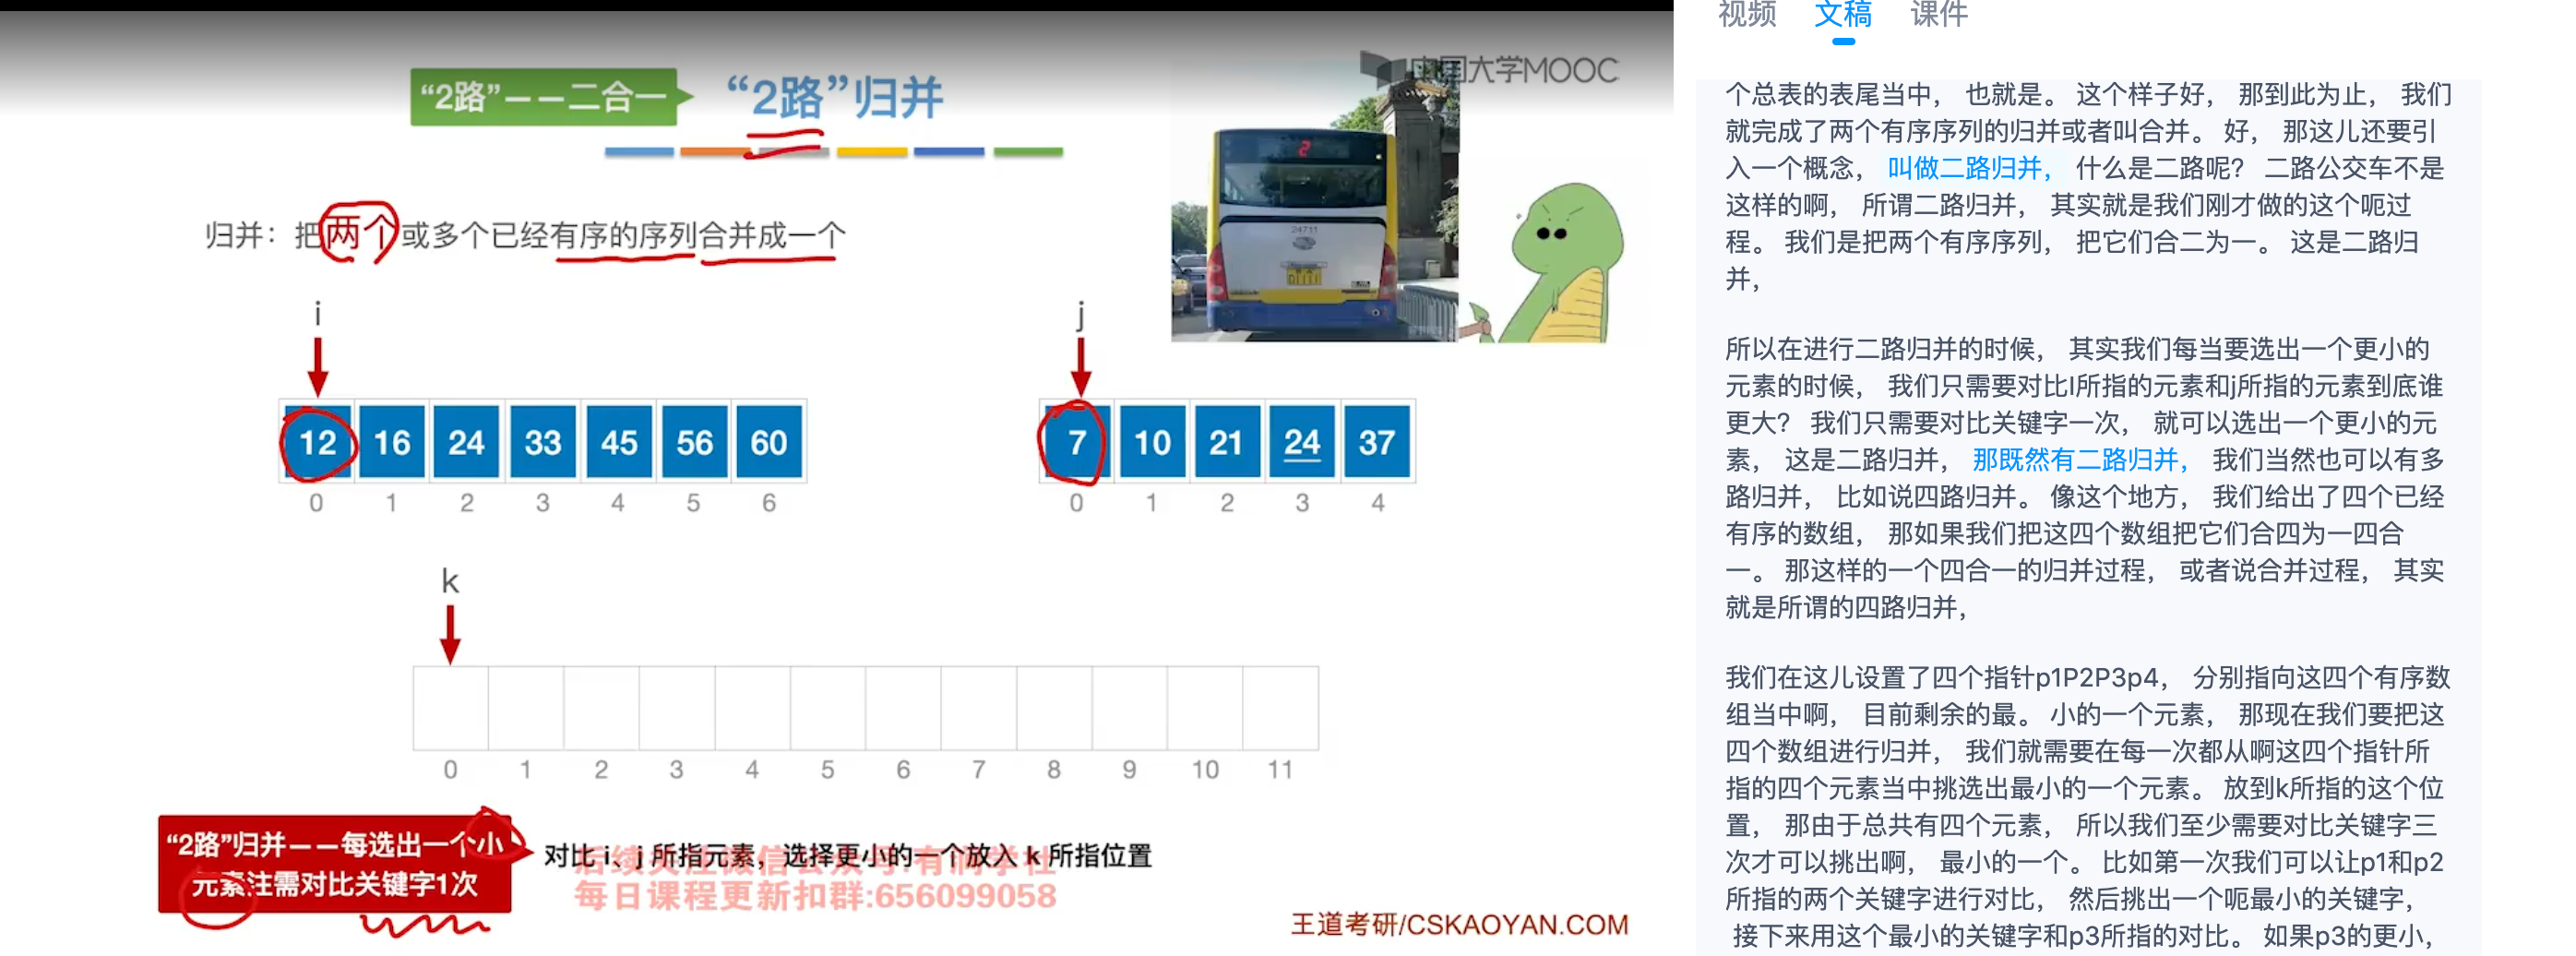 中国大学MOOC
“2路”——二合一
“2路”归并
归并：把两个或多个已经有序的序列合并成一个
2
24711
i
j
12 16 24 33 45 56 60
0 1 2 3 4 5 6
7 10 21 24 37
0 1 2 3 4
k
0 1 2 3 4 5 6 7 8 9 10 11
“2路”归并——每选出一个小
元素注需对比关键字1次
对比 i、j 所指元素，选择更小的一个放入 k 所指位置
后续关注微信公众号:有润学社
每日课程更新扣群:656099058
王道考研/CSKAOYAN.COM
视频 文稿 课件
个总表的表尾当中， 也就是。 这个样子好， 那到此为止， 我们
就完成了两个有序序列的归并或者叫合并。 好， 那这儿还要引
入一个概念， 叫做二路归并， 什么是二路呢？ 二路公交车不是
这样的啊， 所谓二路归并， 其实就是我们刚才做的这个呃过
程。 我们是把两个有序序列， 把它们合二为一。 这是二路归
并，
所以在进行二路归并的时候， 其实我们每当要选出一个更小的
元素的时候， 我们只需要对比I所指的元素和j所指的元素到底谁
更大？ 我们只需要对比关键字一次， 就可以选出一个更小的元
素， 这是二路归并， 那既然有二路归并， 我们当然也可以有多
路归并， 比如说四路归并。 像这个地方， 我们给出了四个已经
有序的数组， 那如果我们把这四个数组把它们合四为一四合
一。 那这样的一个四合一的归并过程， 或者说合并过程， 其实
就是所谓的四路归并，
我们在这儿设置了四个指针p1P2P3p4， 分别指向这四个有序数
组当中啊， 目前剩余的最。 小的一个元素， 那现在我们要把这
四个数组进行归并， 我们就需要在每一次都从啊这四个指针所
指的四个元素当中挑选出最小的一个元素。 放到k所指的这个位
置， 那由于总共有四个元素， 所以我们至少需要对比关键字三
次才可以挑出啊， 最小的一个。 比如第一次我们可以让p1和p2
所指的两个关键字进行对比， 然后挑出一个呃最小的关键字，
接下来用这个最小的关键字和p3所指的对比。 如果p3的更小，